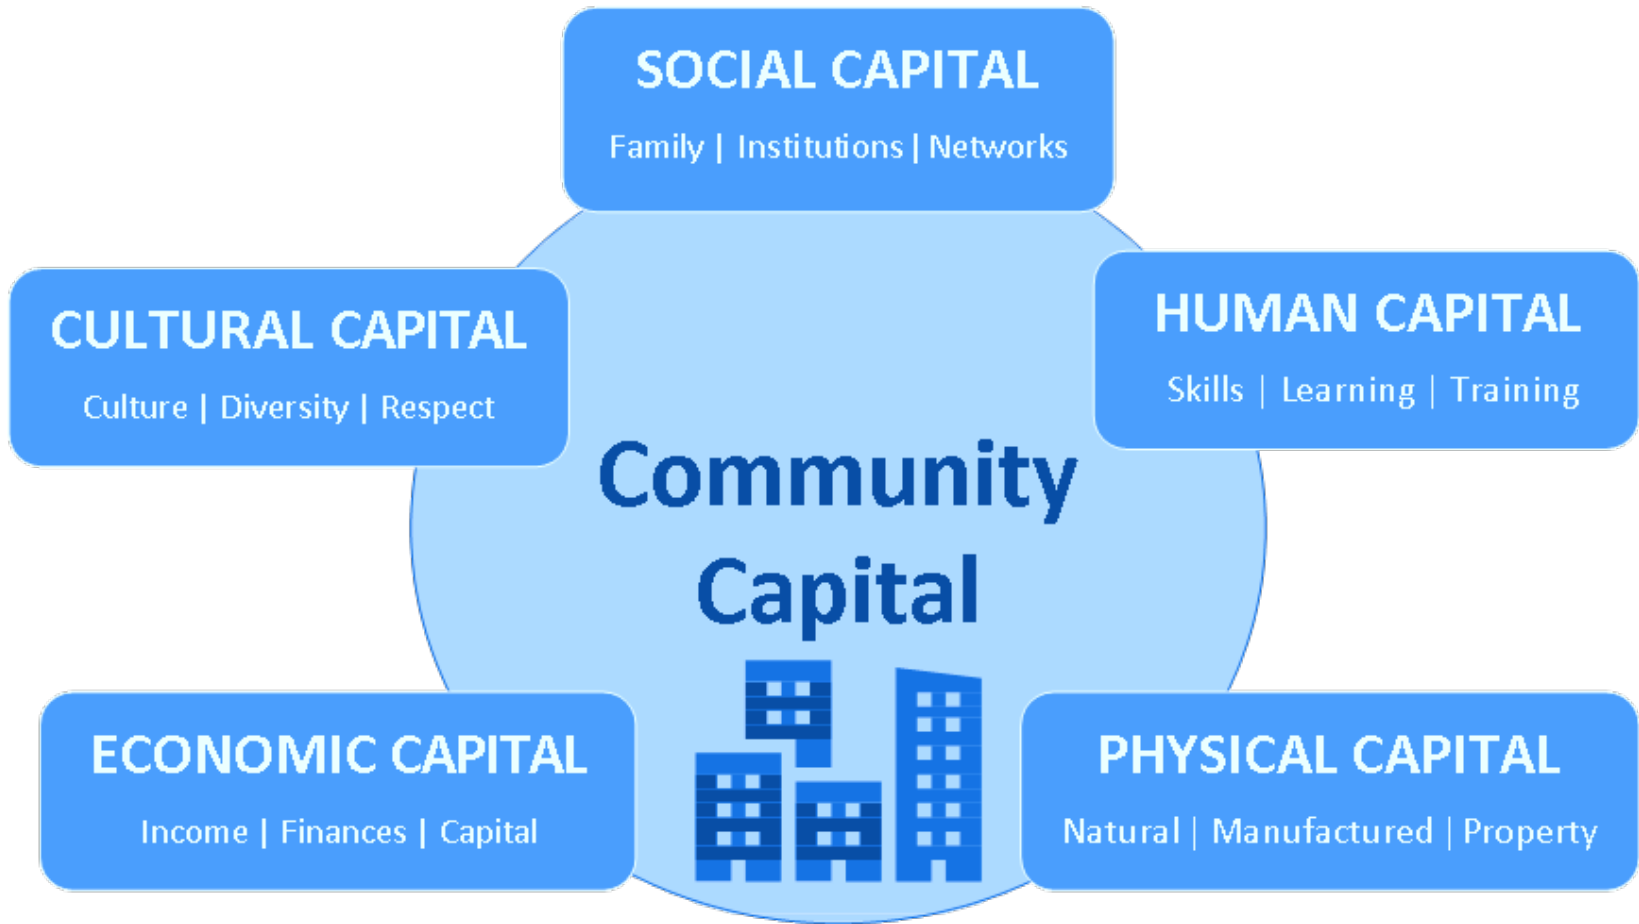 SOCIAL CAPITAL
Family | Institutions | Networks
CULTURAL CAPITAL
Culture | Diversity | Respect
HUMAN CAPITAL
Skills | Learning | Training
Community
Capital
ECONOMIC CAPITAL
Income | Finances | Capital
PHYSICAL CAPITAL
Natural | Manufactured | Property